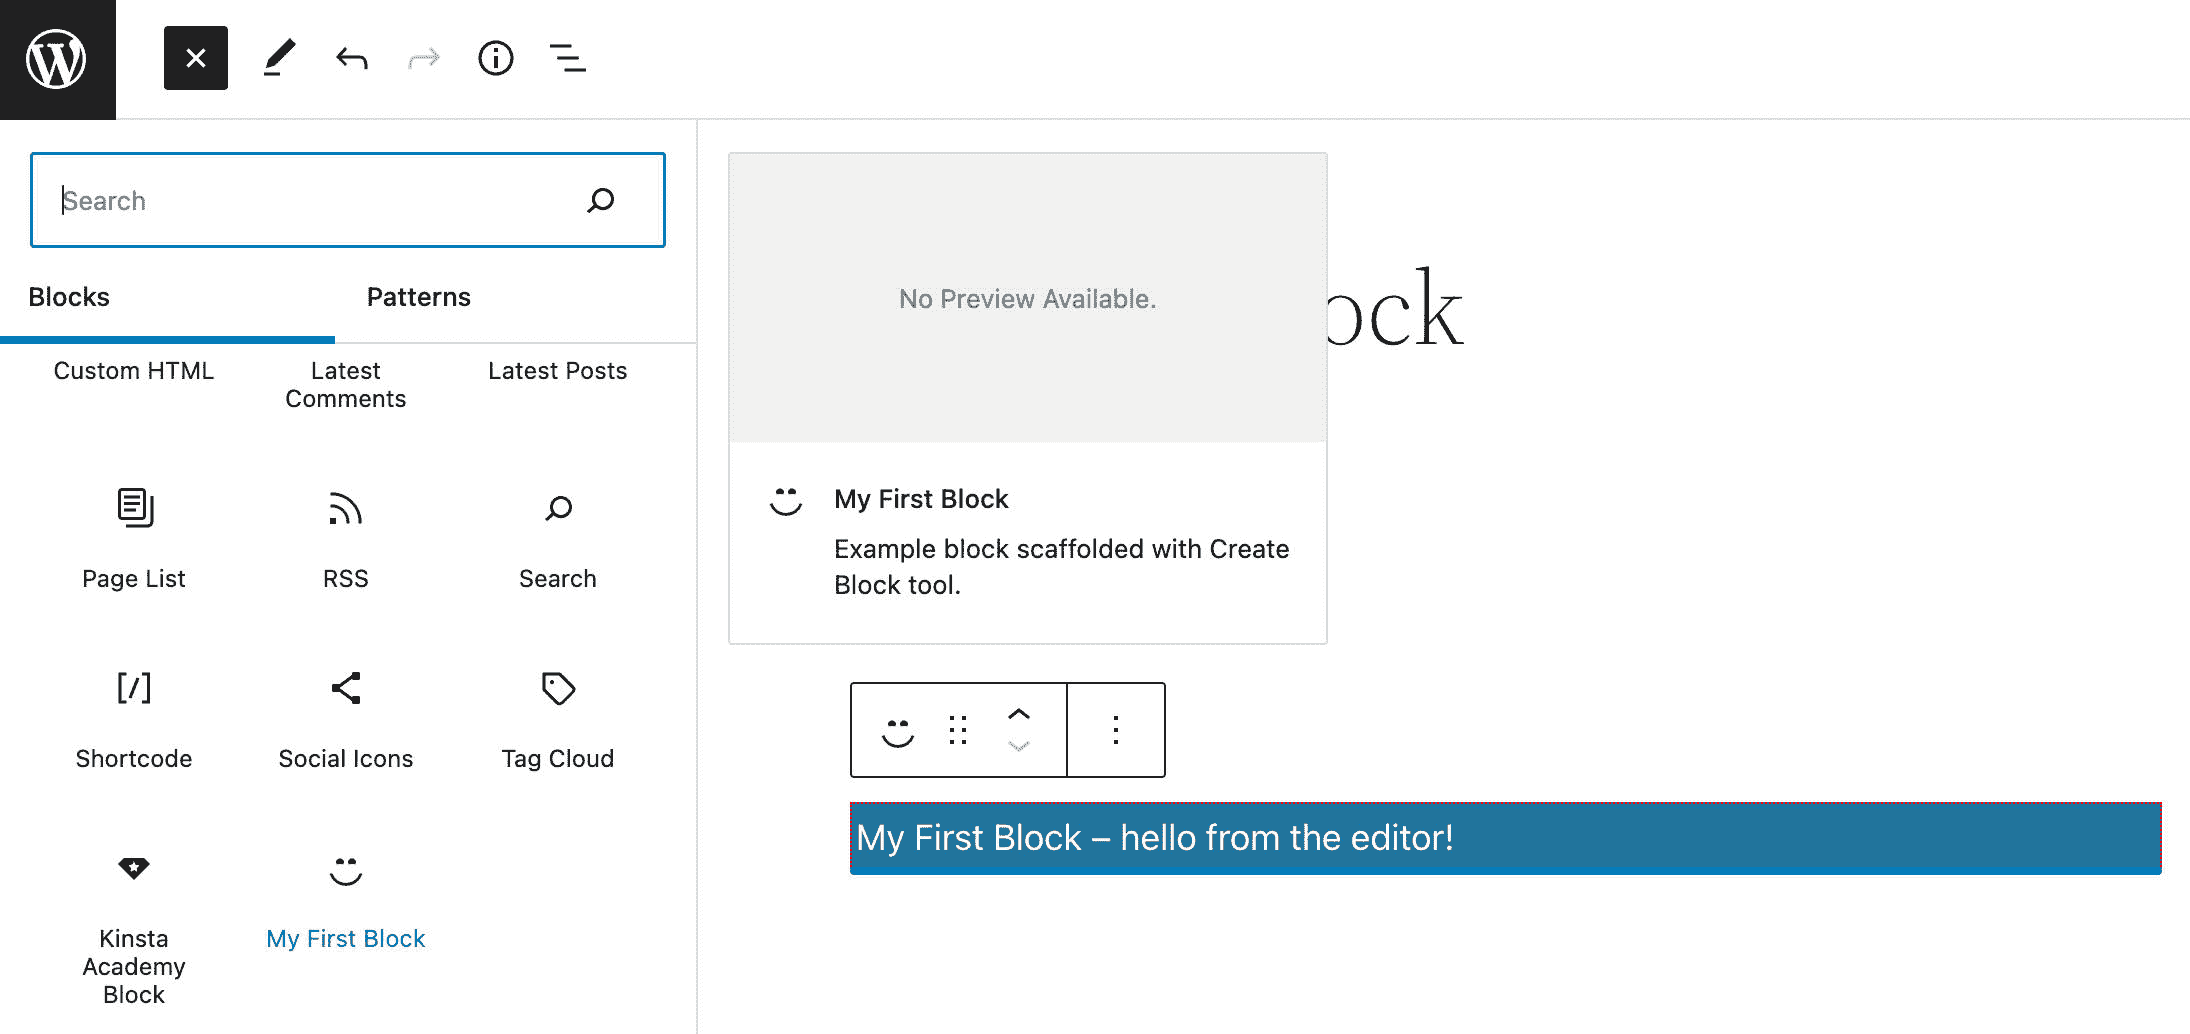 Search
Blocks
Patterns
Custom HTML
Latest
Comments
Latest Posts
Page List
RSS
Search
Shortcode
Social Icons
Tag Cloud
Kinsta
Academy
Block
My First Block
No Preview Available.
ock
My First Block
Example block scaffolded with Create
Block tool.
My First Block – hello from the editor!